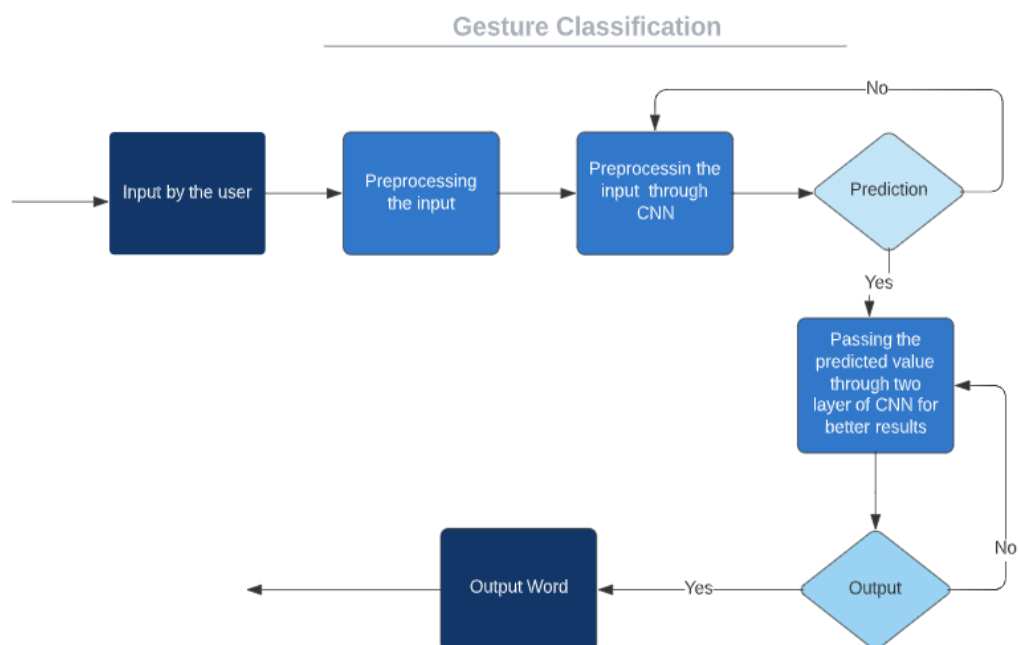 Gesture Classification
No
Input by the user
Preprocessing
the input
Preprocessin the
input through
CNN
Prediction
Yes
Passing the
predicted value
through two
layer of CNN for
better results
No
Output
Yes
Output Word